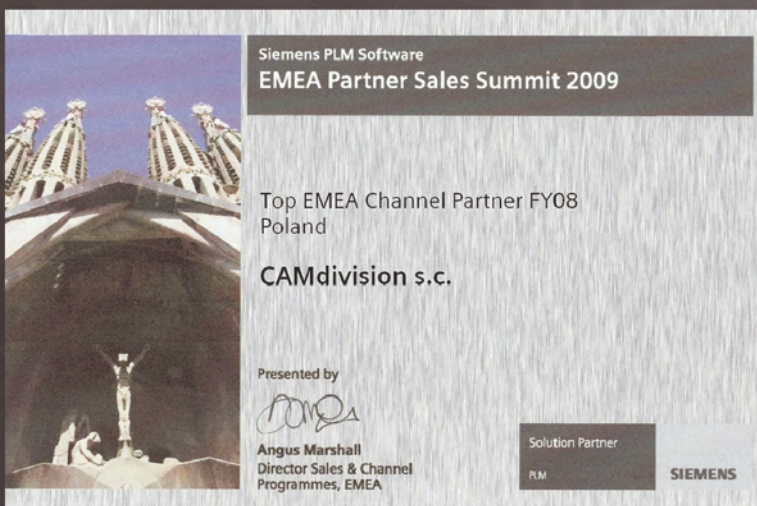 Siemens PLM Software
EMEA Partner Sales Summit 2009
Top EMEA Channel Partner FY08
Poland
CAMdivision s.c.
Presented by
Angus Marshall
Director Sales & Channel
Programmes, EMEA
Solution Partner
PLM
SIEMENS